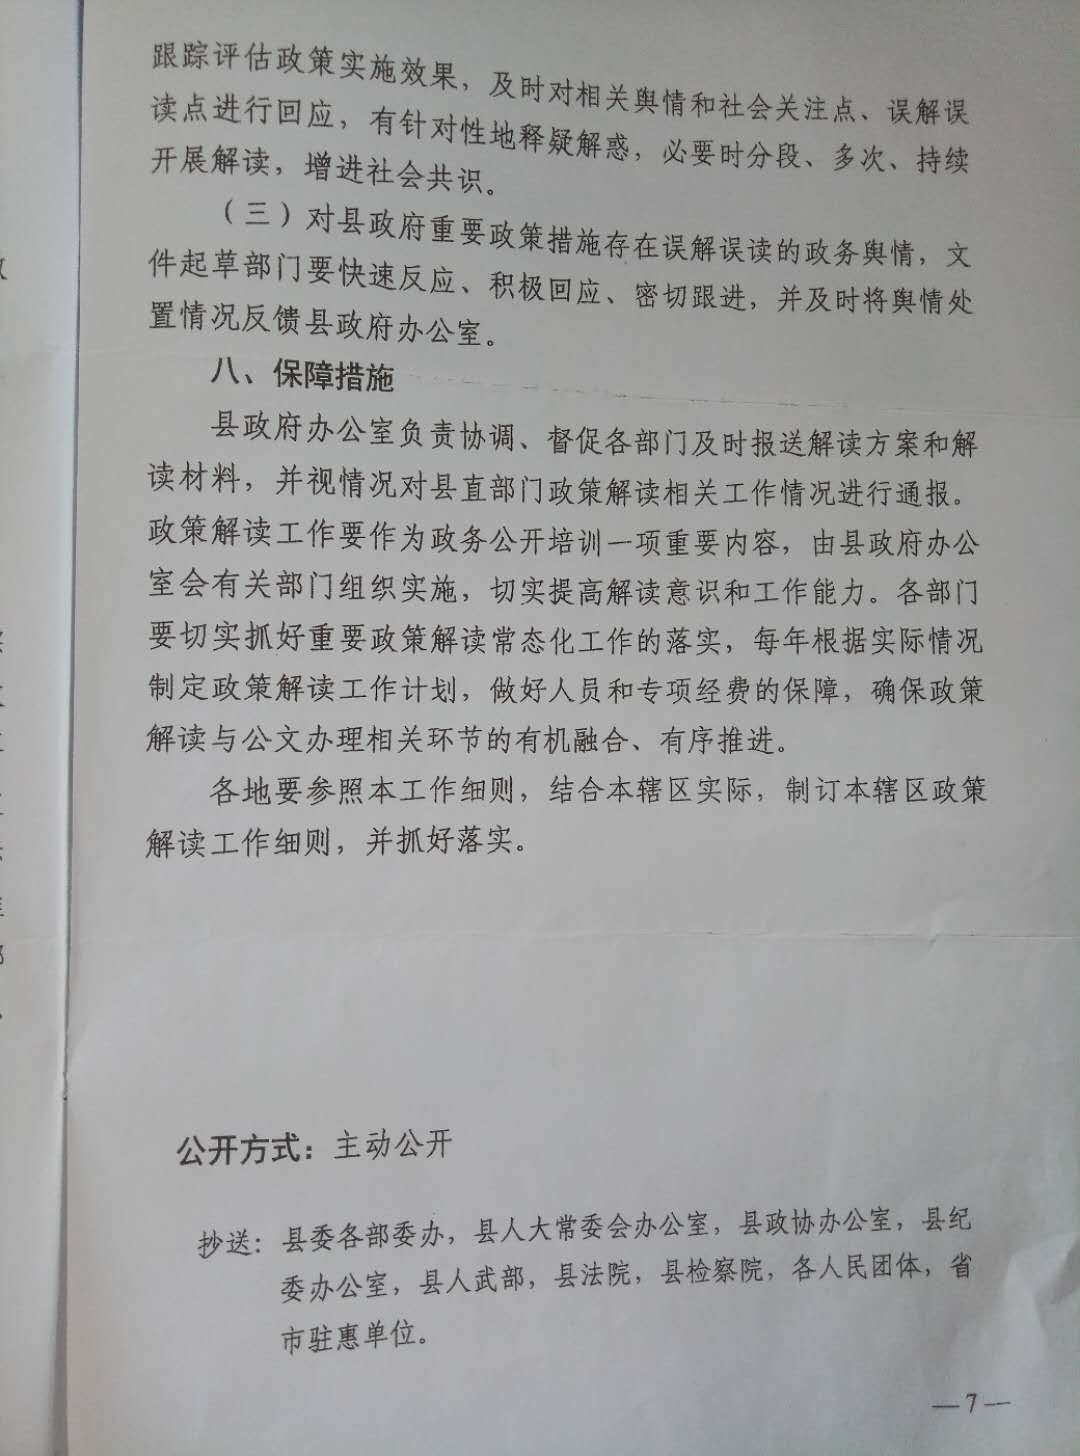 跟踪评估政策实施效果，及时对相关舆情和社会关注点、误解误
读点进行回应，有针对性地释疑解惑，必要时分段、多次、持续
开展解读，增进社会共识。
（三）对县政府重要政策措施存在误解误读的政务舆情，文
件起草部门要快速反应、积极回应、密切跟进，并及时将舆情处
置情况反馈县政府办公室。
八、保障措施
县政府办公室负责协调、督促各部门及时报送解读方案和解
读材料，并视情况对县直部门政策解读相关工作情况进行通报。
政策解读工作要作为政务公开培训一项重要内容，由县政府办公
室会有关部门组织实施，切实提高解读意识和工作能力。各部门
要切实抓好重要政策解读常态化工作的落实，每年根据实际情况
制定政策解读工作计划，做好人员和专项经费的保障，确保政策
解读与公文办理相关环节的有机融合、有序推进。
各地要参照本工作细则，结合本辖区实际，制订本辖区政策
解读工作细则，并抓好落实。
公开方式：主动公开
抄送：县委各部委办，县人大常委会办公室，县政协办公室，县纪
委办公室，县人武部，县法院，县检察院，各人民团体，省
市驻惠单位。
—7—